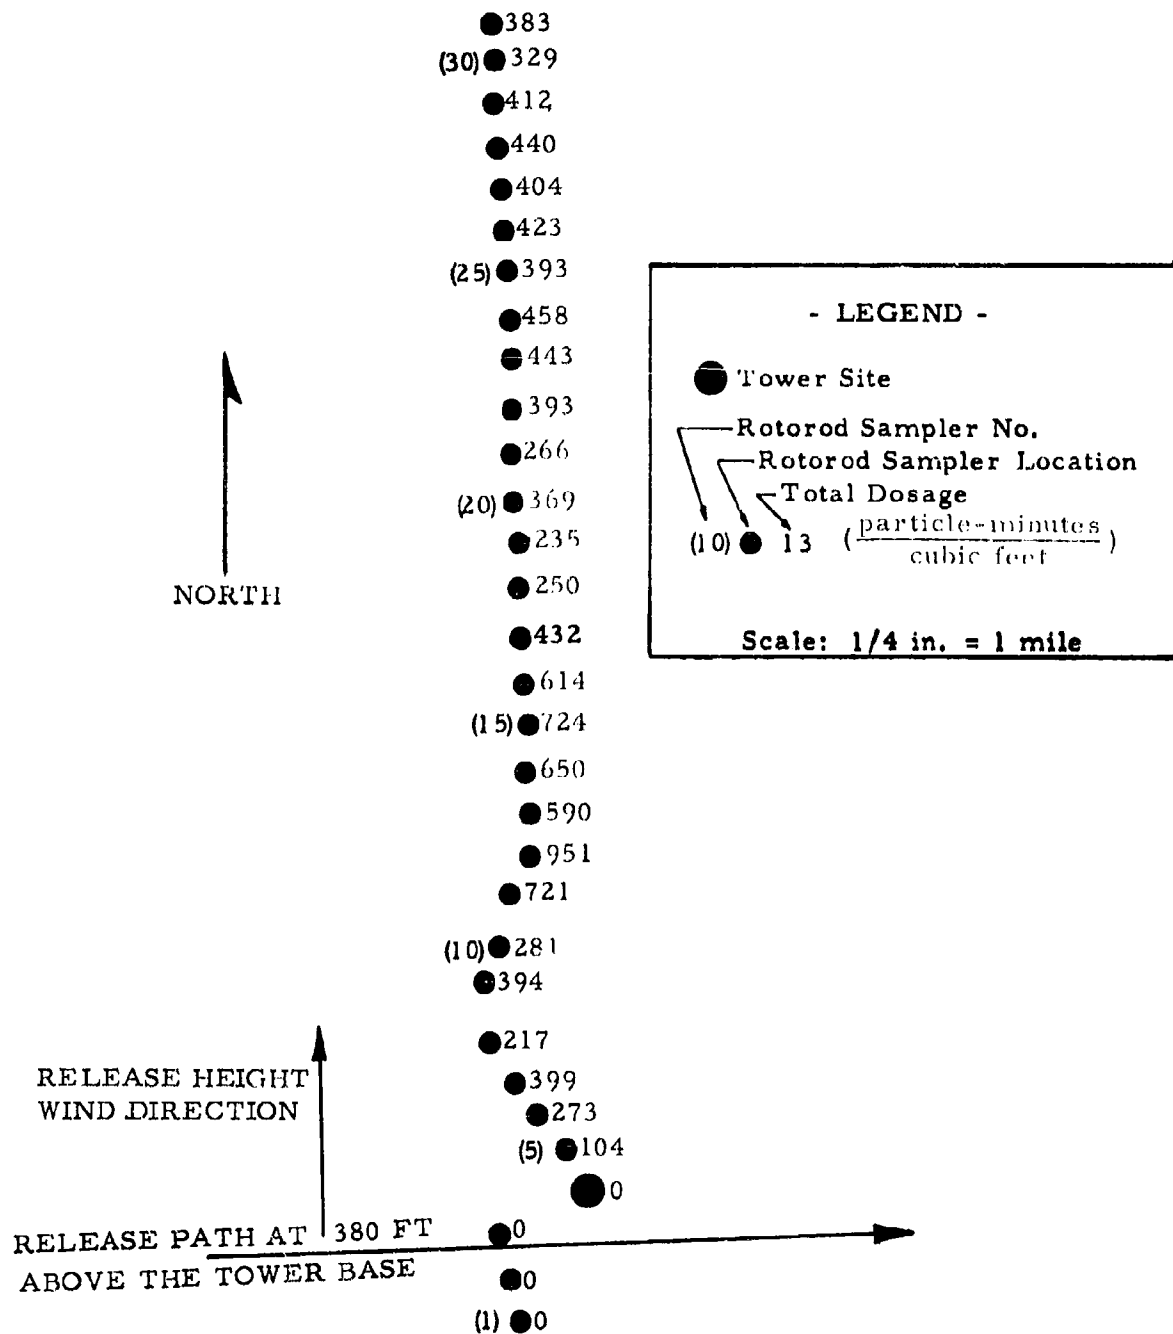 383
(30) 329
412
440
404
423
(25) 393
458
443
393
266
(20) 369
235
250
432
614
(15) 724
650
590
951
721
(10) 281
394
217
399
273
(5) 104
0
0
0
(1) 0
NORTH
RELEASE HEIGHT
WIND DIRECTION
RELEASE PATH AT 380 FT
ABOVE THE TOWER BASE
- LEGEND -
Tower Site
Rotorod Sampler No.
Rotorod Sampler Location
Total Dosage
(10) 13 (particle-minutes
cubic feet)
Scale: 1/4 in. = 1 mile